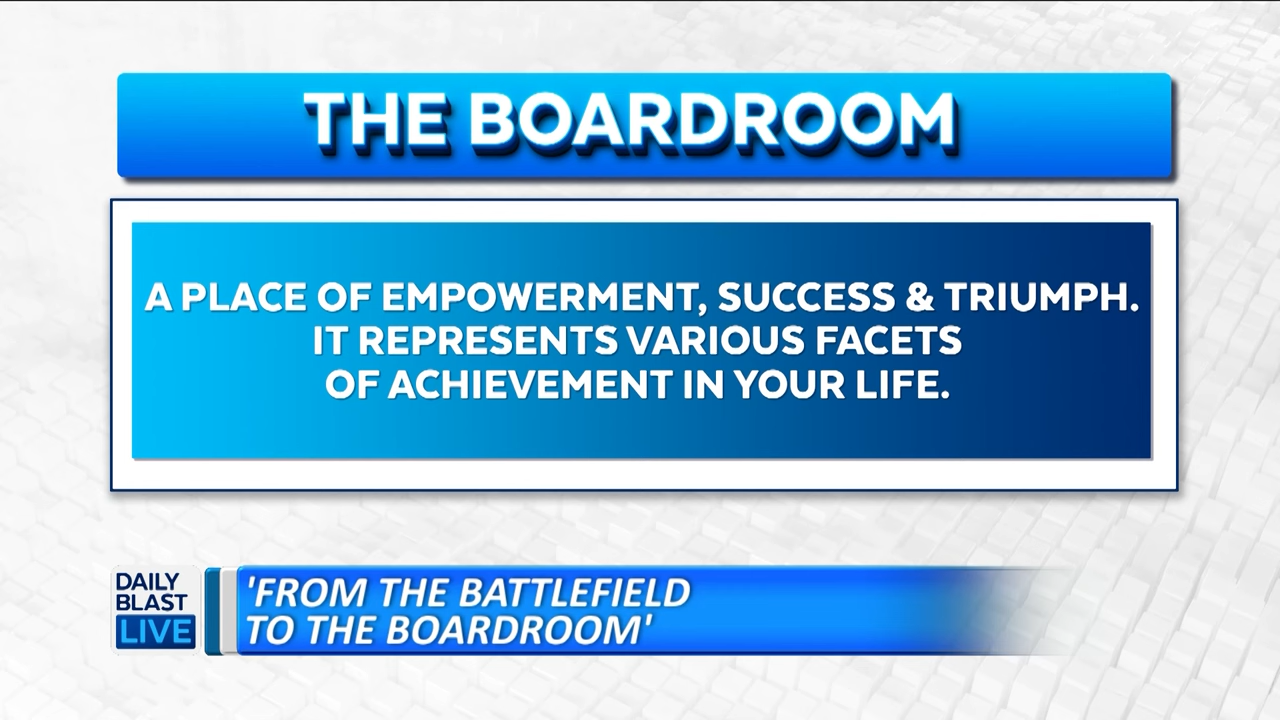 THE BOARDROOM
A PLACE OF EMPOWERMENT, SUCCESS & TRIUMPH.
IT REPRESENTS VARIOUS FACETS
OF ACHIEVEMENT IN YOUR LIFE.
DAILY
BLAST
LIVE
'FROM THE BATTLEFIELD
TO THE BOARDROOM'